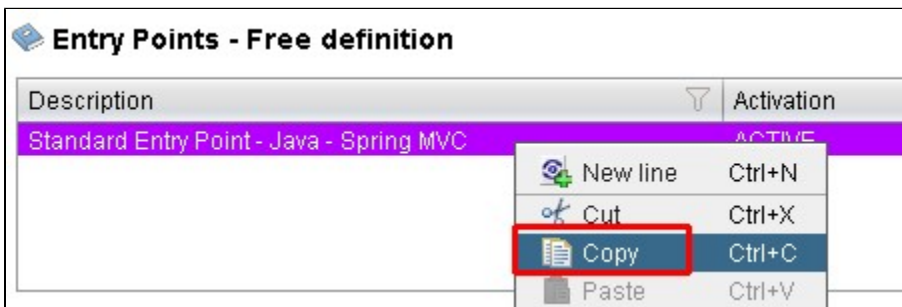 Entry Points - Free definition
Description Activation
Standard Entry Point - Java - Spring MVC ACTIVE
New line Ctrl+N
Cut Ctrl+X
Copy Ctrl+C
Paste Ctrl+V